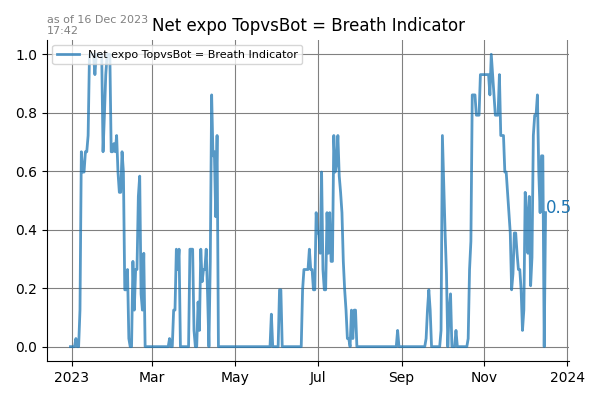 as of 16 Dec 2023
17:42
Net expo TopvsBot = Breath Indicator
Net expo TopvsBot = Breath Indicator
1.0
0.8
0.6
0.4
0.2
0.0
0.5
2023 Mar May Jul Sep Nov 2024